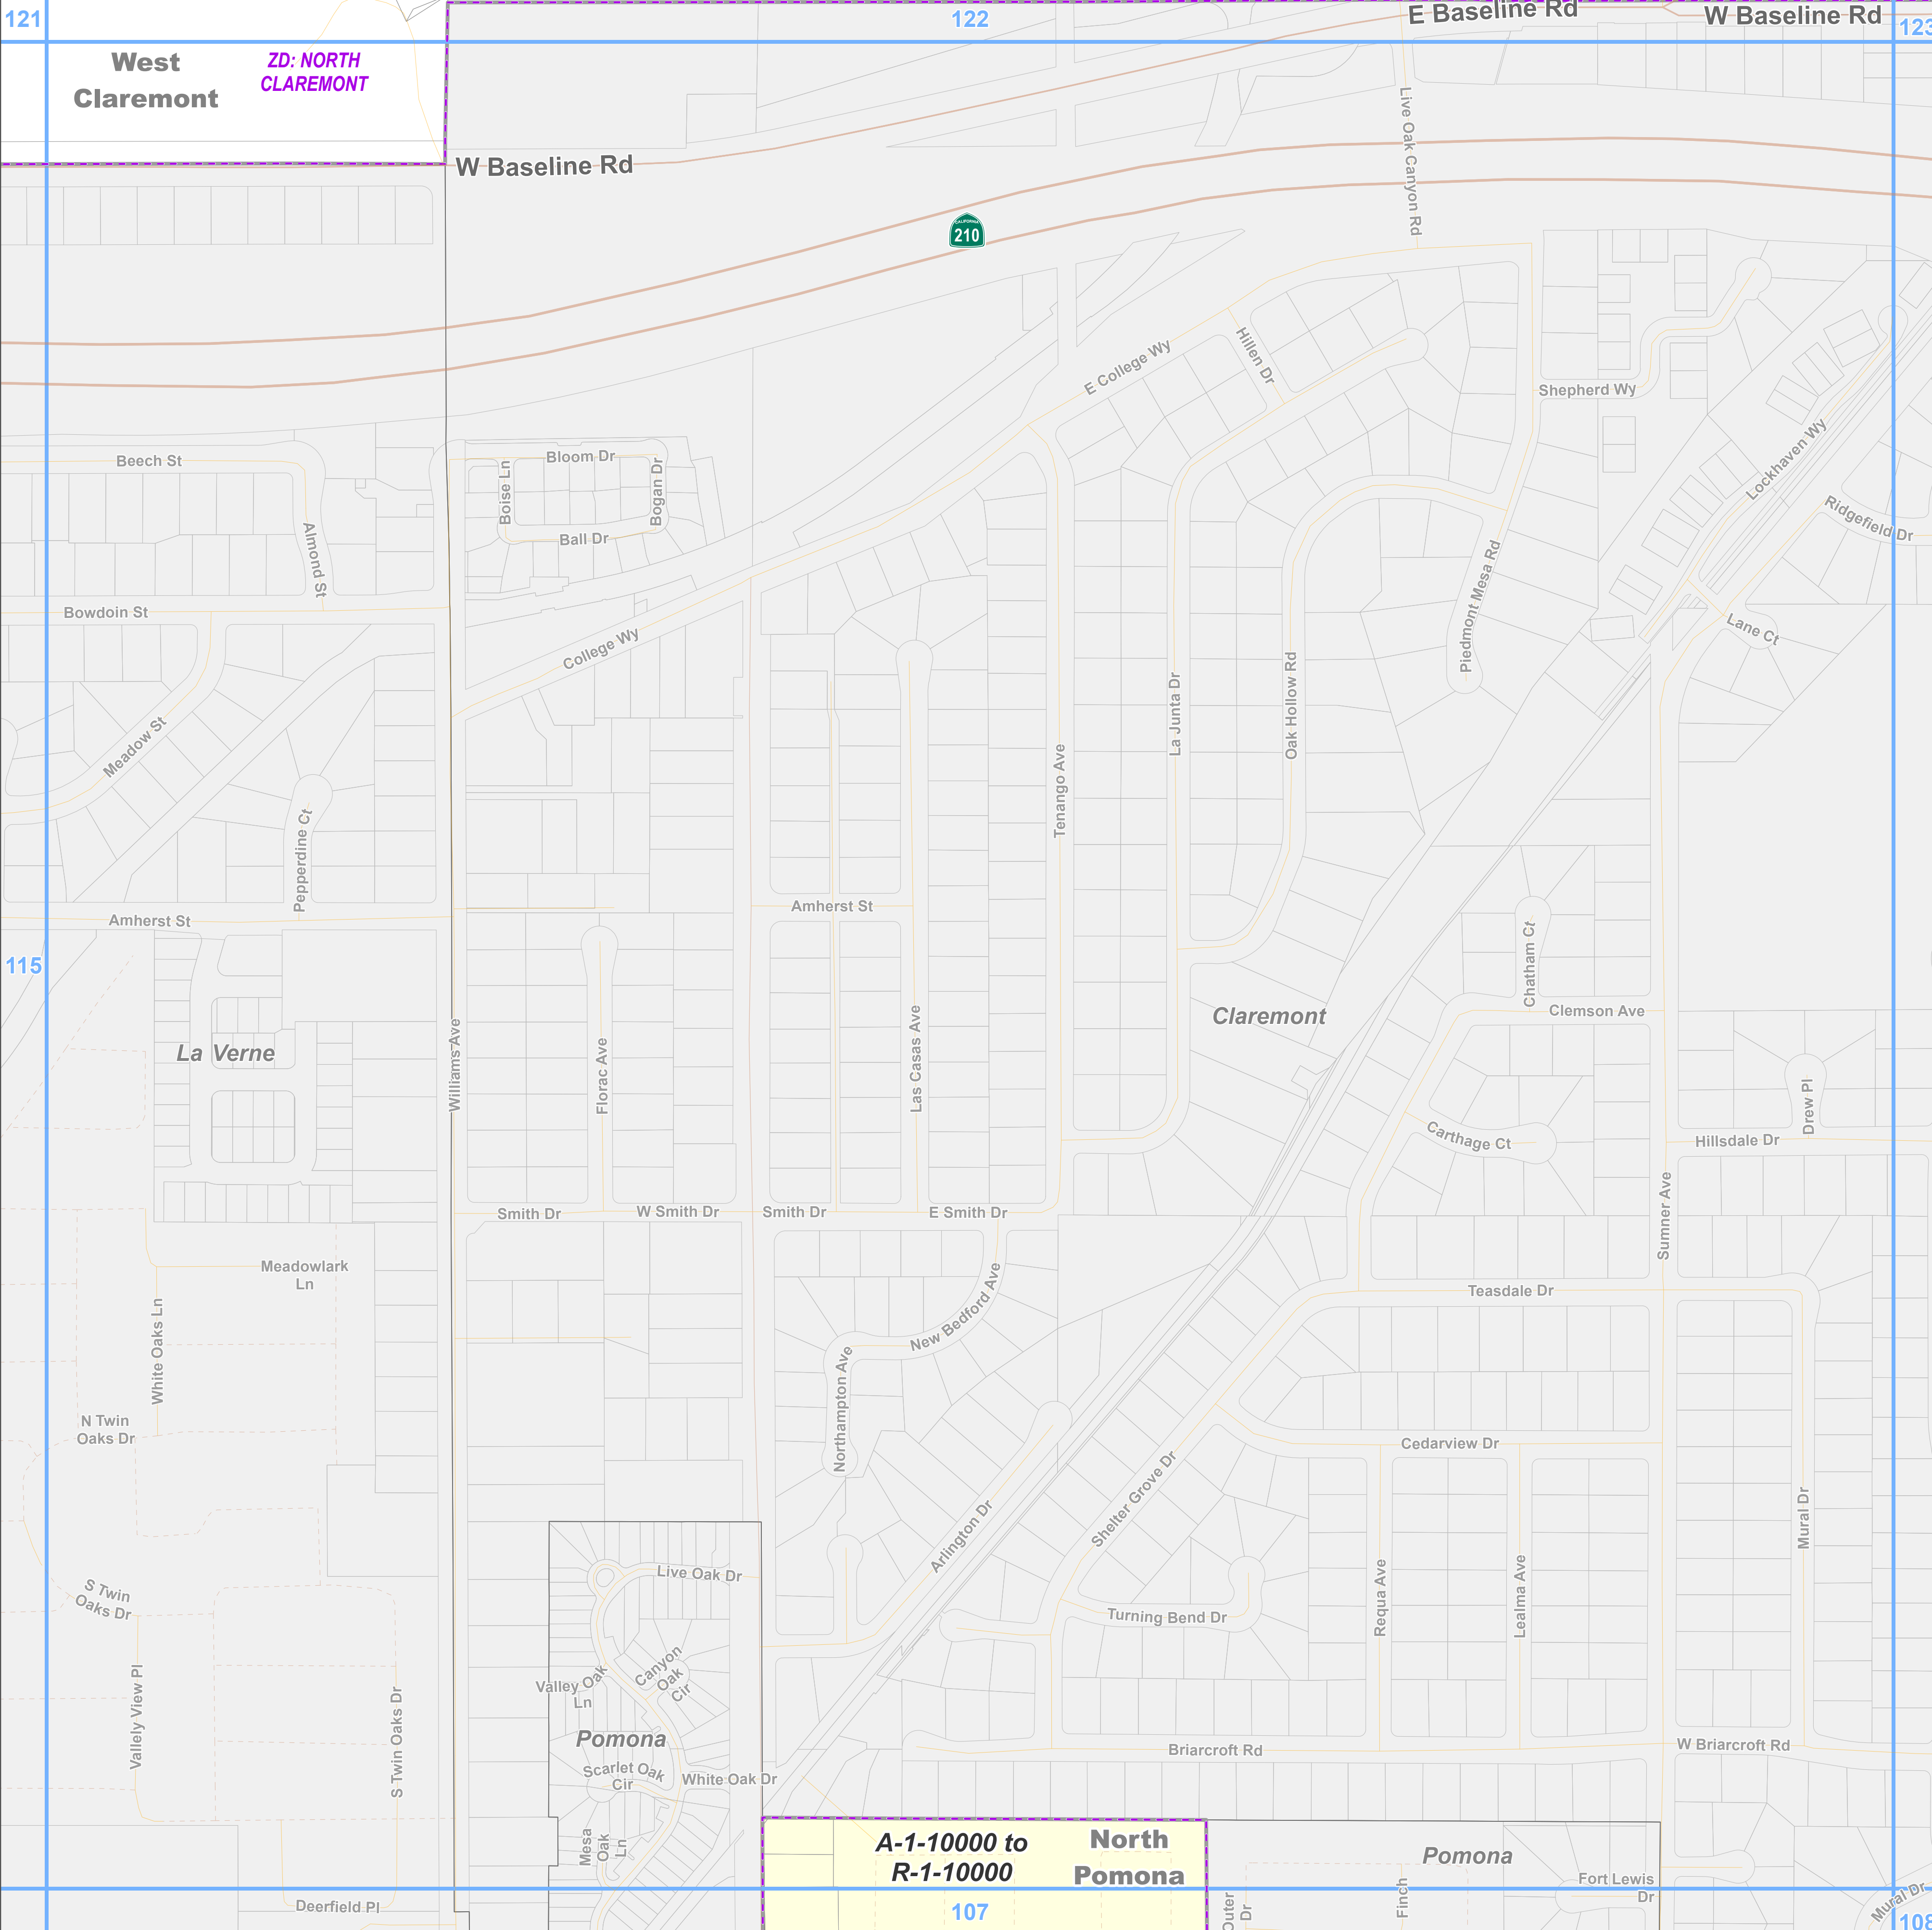 121
122
E Baseline Rd
W Baseline Rd
123
West
Claremont
ZD: NORTH
CLAREMONT
W Baseline Rd
Live Oak Canyon Rd
CALIFORNIA
210
E College Wy
Hillen Dr
Shepherd Wy
Beech St
Bloom Dr
Boise Ln
Bogan Dr
Ball Dr
Almond St
Lockhaven Wy
Ridgefield Dr
Bowdoin St
College Wy
Piedmont Mesa Rd
Lane Ct
Meadow St
La Junta Dr
Oak Hollow Rd
Tenango Ave
Pepperdine Ct
Amherst St
Amherst St
115
Chatham Ct
Clemson Ave
Claremont
La Verne
Williams Ave
Florac Ave
Las Casas Ave
Drew Pl
Carthage Ct
Hillsdale Dr
Smith Dr
W Smith Dr
Smith Dr
E Smith Dr
Sumner Ave
Meadowlark
Ln
White Oaks Ln
New Bedford Ave
Teasdale Dr
Northampton Ave
N Twin
Oaks Dr
Cedarview Dr
Shelter Grove Dr
Arlington Dr
Mural Dr
Live Oak Dr
S Twin
Oaks Dr
Turning Bend Dr
Requa Ave
Lealma Ave
Canyon
Oak
Cir
Valley Oak
Ln
Vallely View Pl
S Twin Oaks Dr
Pomona
Briarcroft Rd
W Briarcroft Rd
Scarlet Oak
Cir
White Oak Dr
Mesa
Oak
Ln
A-1-10000 to
R-1-10000
North
Pomona
Pomona
Fort Lewis
Dr
Deerfield Pl
107
Outer
Dr
Finch
Mural Dr
108